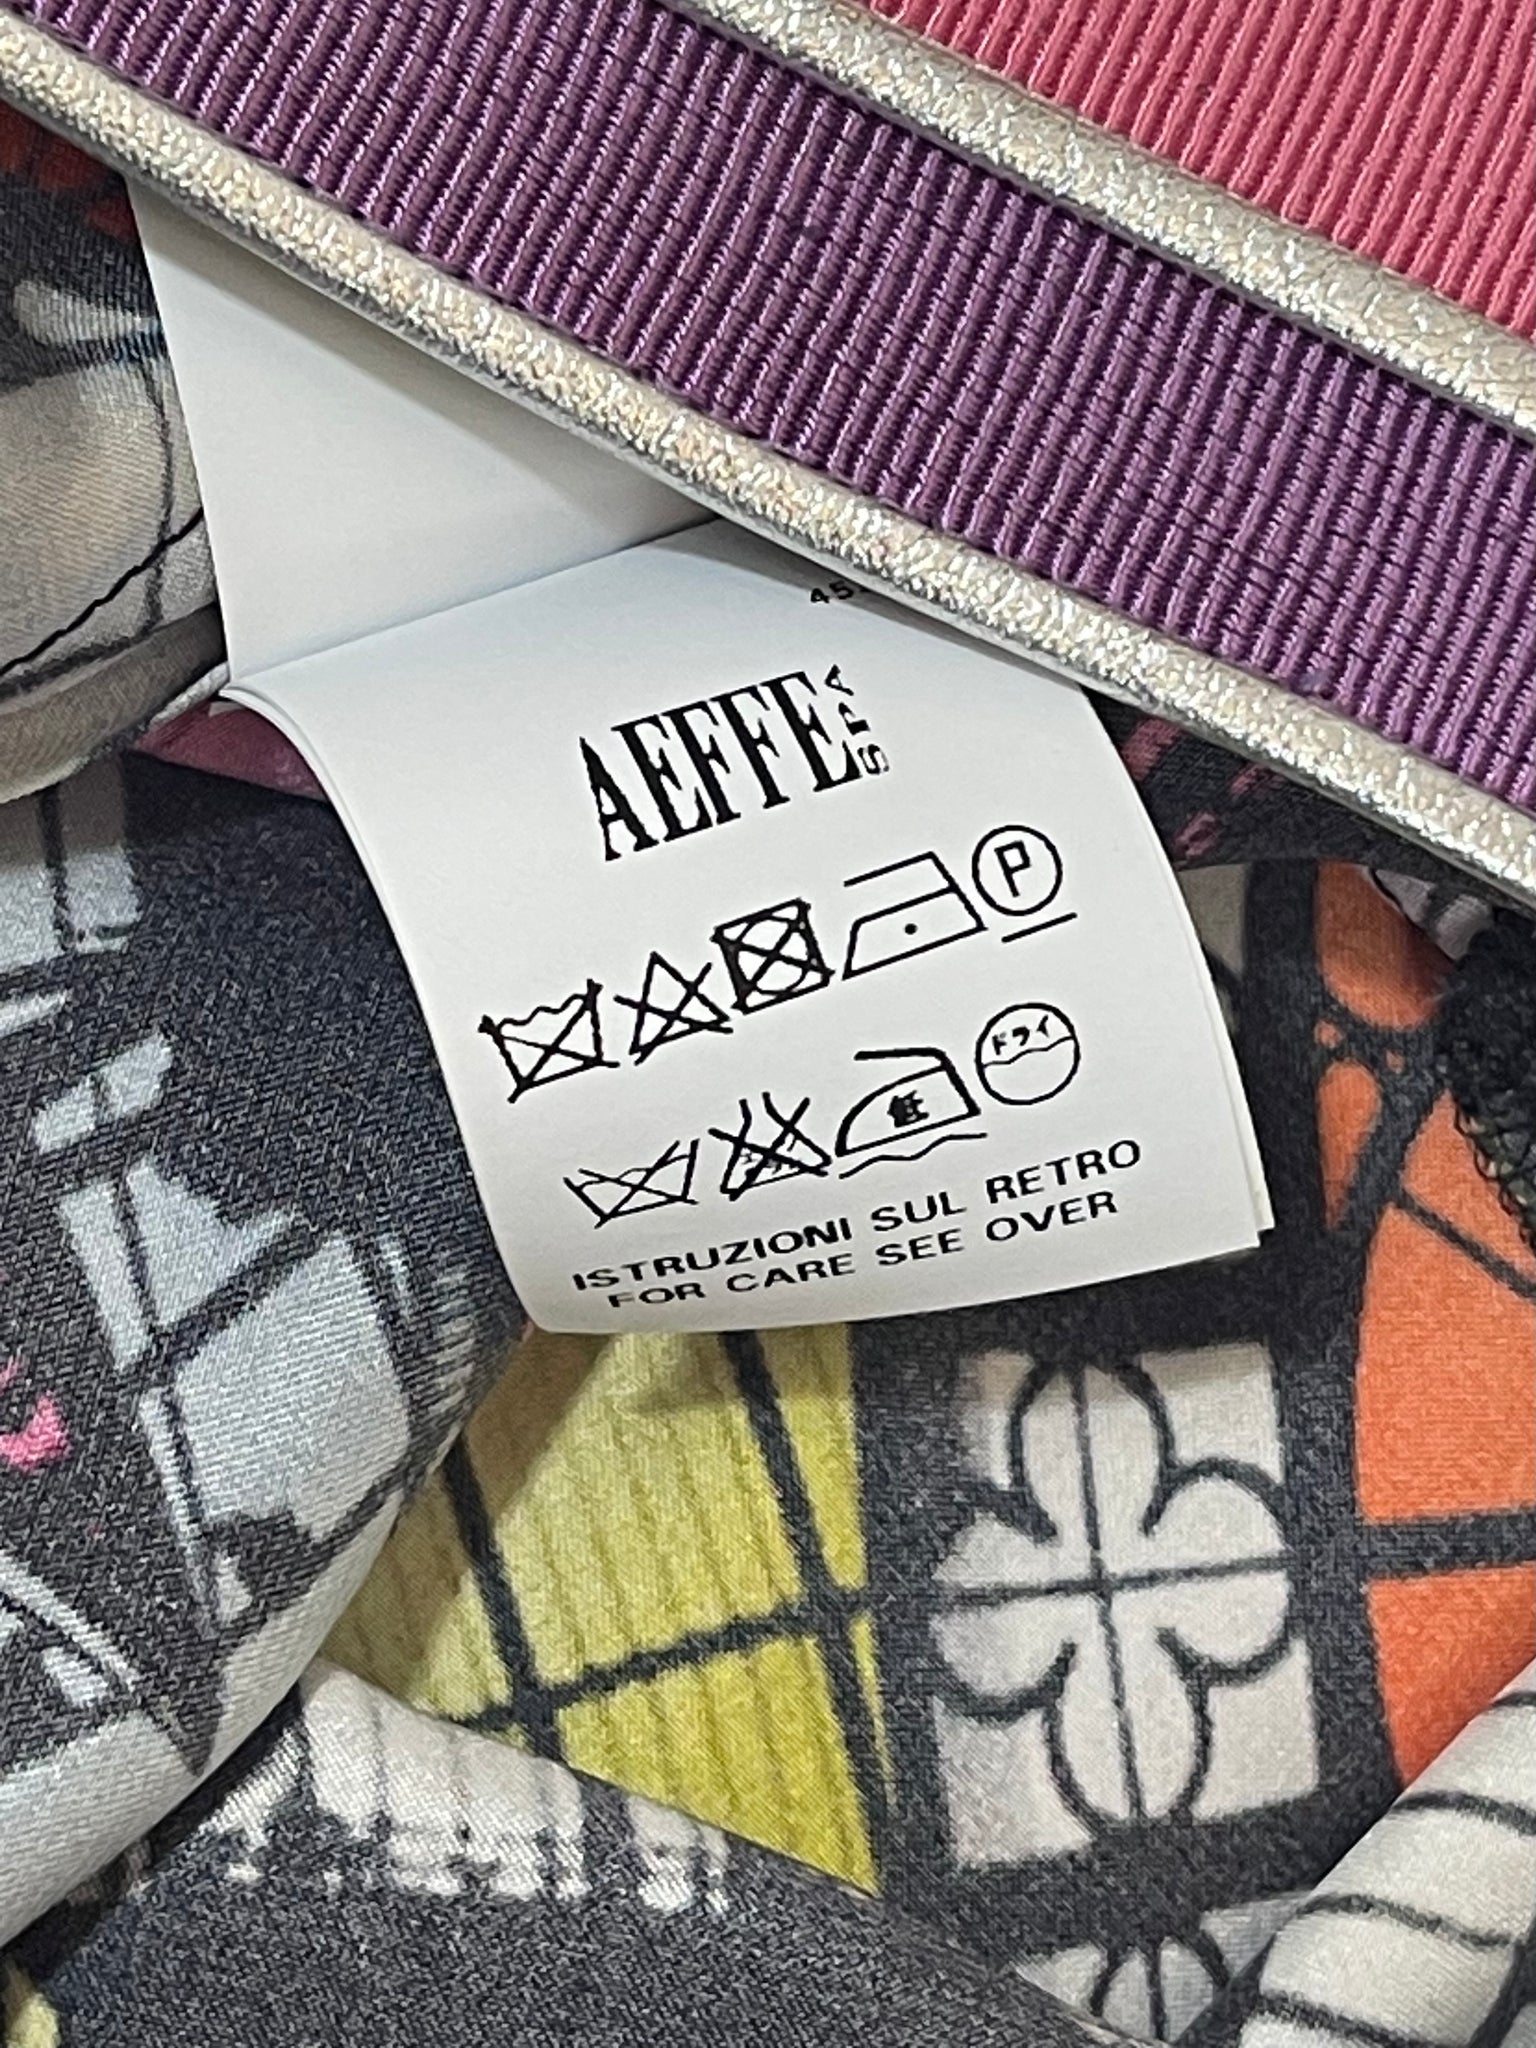 AEFFE SPA
P
ドライ
低
ISTRUZIONI SUL RETRO
FOR CARE SEE OVER